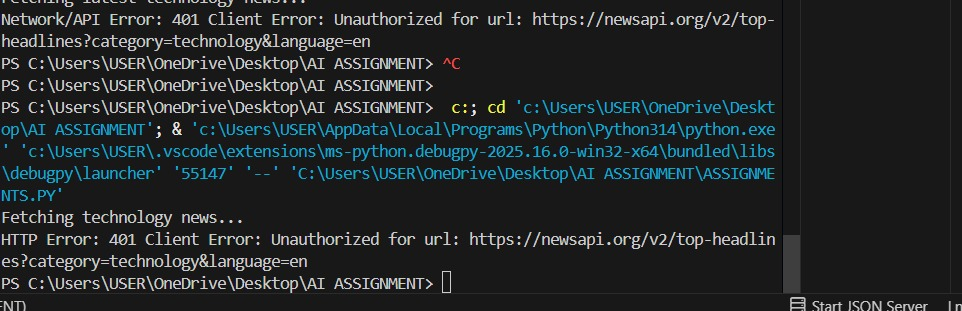 Fetching latest technology news...
Network/API Error: 401 Client Error: Unauthorized for url: https://newsapi.org/v2/top-
headlines?category=technology&language=en
PS C:\Users\USER\OneDrive\Desktop\AI ASSIGNMENT> ^C
PS C:\Users\USER\OneDrive\Desktop\AI ASSIGNMENT>
PS C:\Users\USER\OneDrive\Desktop\AI ASSIGNMENT>  c:; cd 'c:\Users\USER\OneDrive\Deskt
op\AI ASSIGNMENT'; & 'c:\Users\USER\AppData\Local\Programs\Python\Python314\python.exe
' 'c:\Users\USER\.vscode\extensions\ms-python.debugpy-2025.16.0-win32-x64\bundled\libs
\debugpy\launcher' '55147' '--' 'C:\Users\USER\OneDrive\Desktop\AI ASSIGNMENT\ASSIGNME
NTS.PY'
Fetching technology news...
HTTP Error: 401 Client Error: Unauthorized for url: https://newsapi.org/v2/top-headlin
es?category=technology&language=en
PS C:\Users\USER\OneDrive\Desktop\AI ASSIGNMENT>
ENT) Start JSON Server